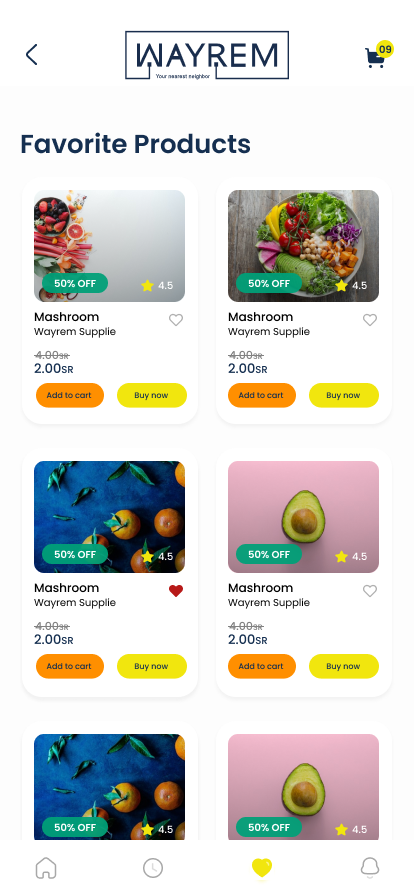 WAYREM
Your nearest neighbor
09
Favorite Products
50% OFF 4.5
Mashroom
Wayrem Supplie
4.00SR
2.00SR
Add to cart Buy now
50% OFF 4.5
Mashroom
Wayrem Supplie
4.00SR
2.00SR
Add to cart Buy now
50% OFF 4.5
Mashroom
Wayrem Supplie
4.00SR
2.00SR
Add to cart Buy now
50% OFF 4.5
Mashroom
Wayrem Supplie
4.00SR
2.00SR
Add to cart Buy now
50% OFF 4.5
50% OFF 4.5